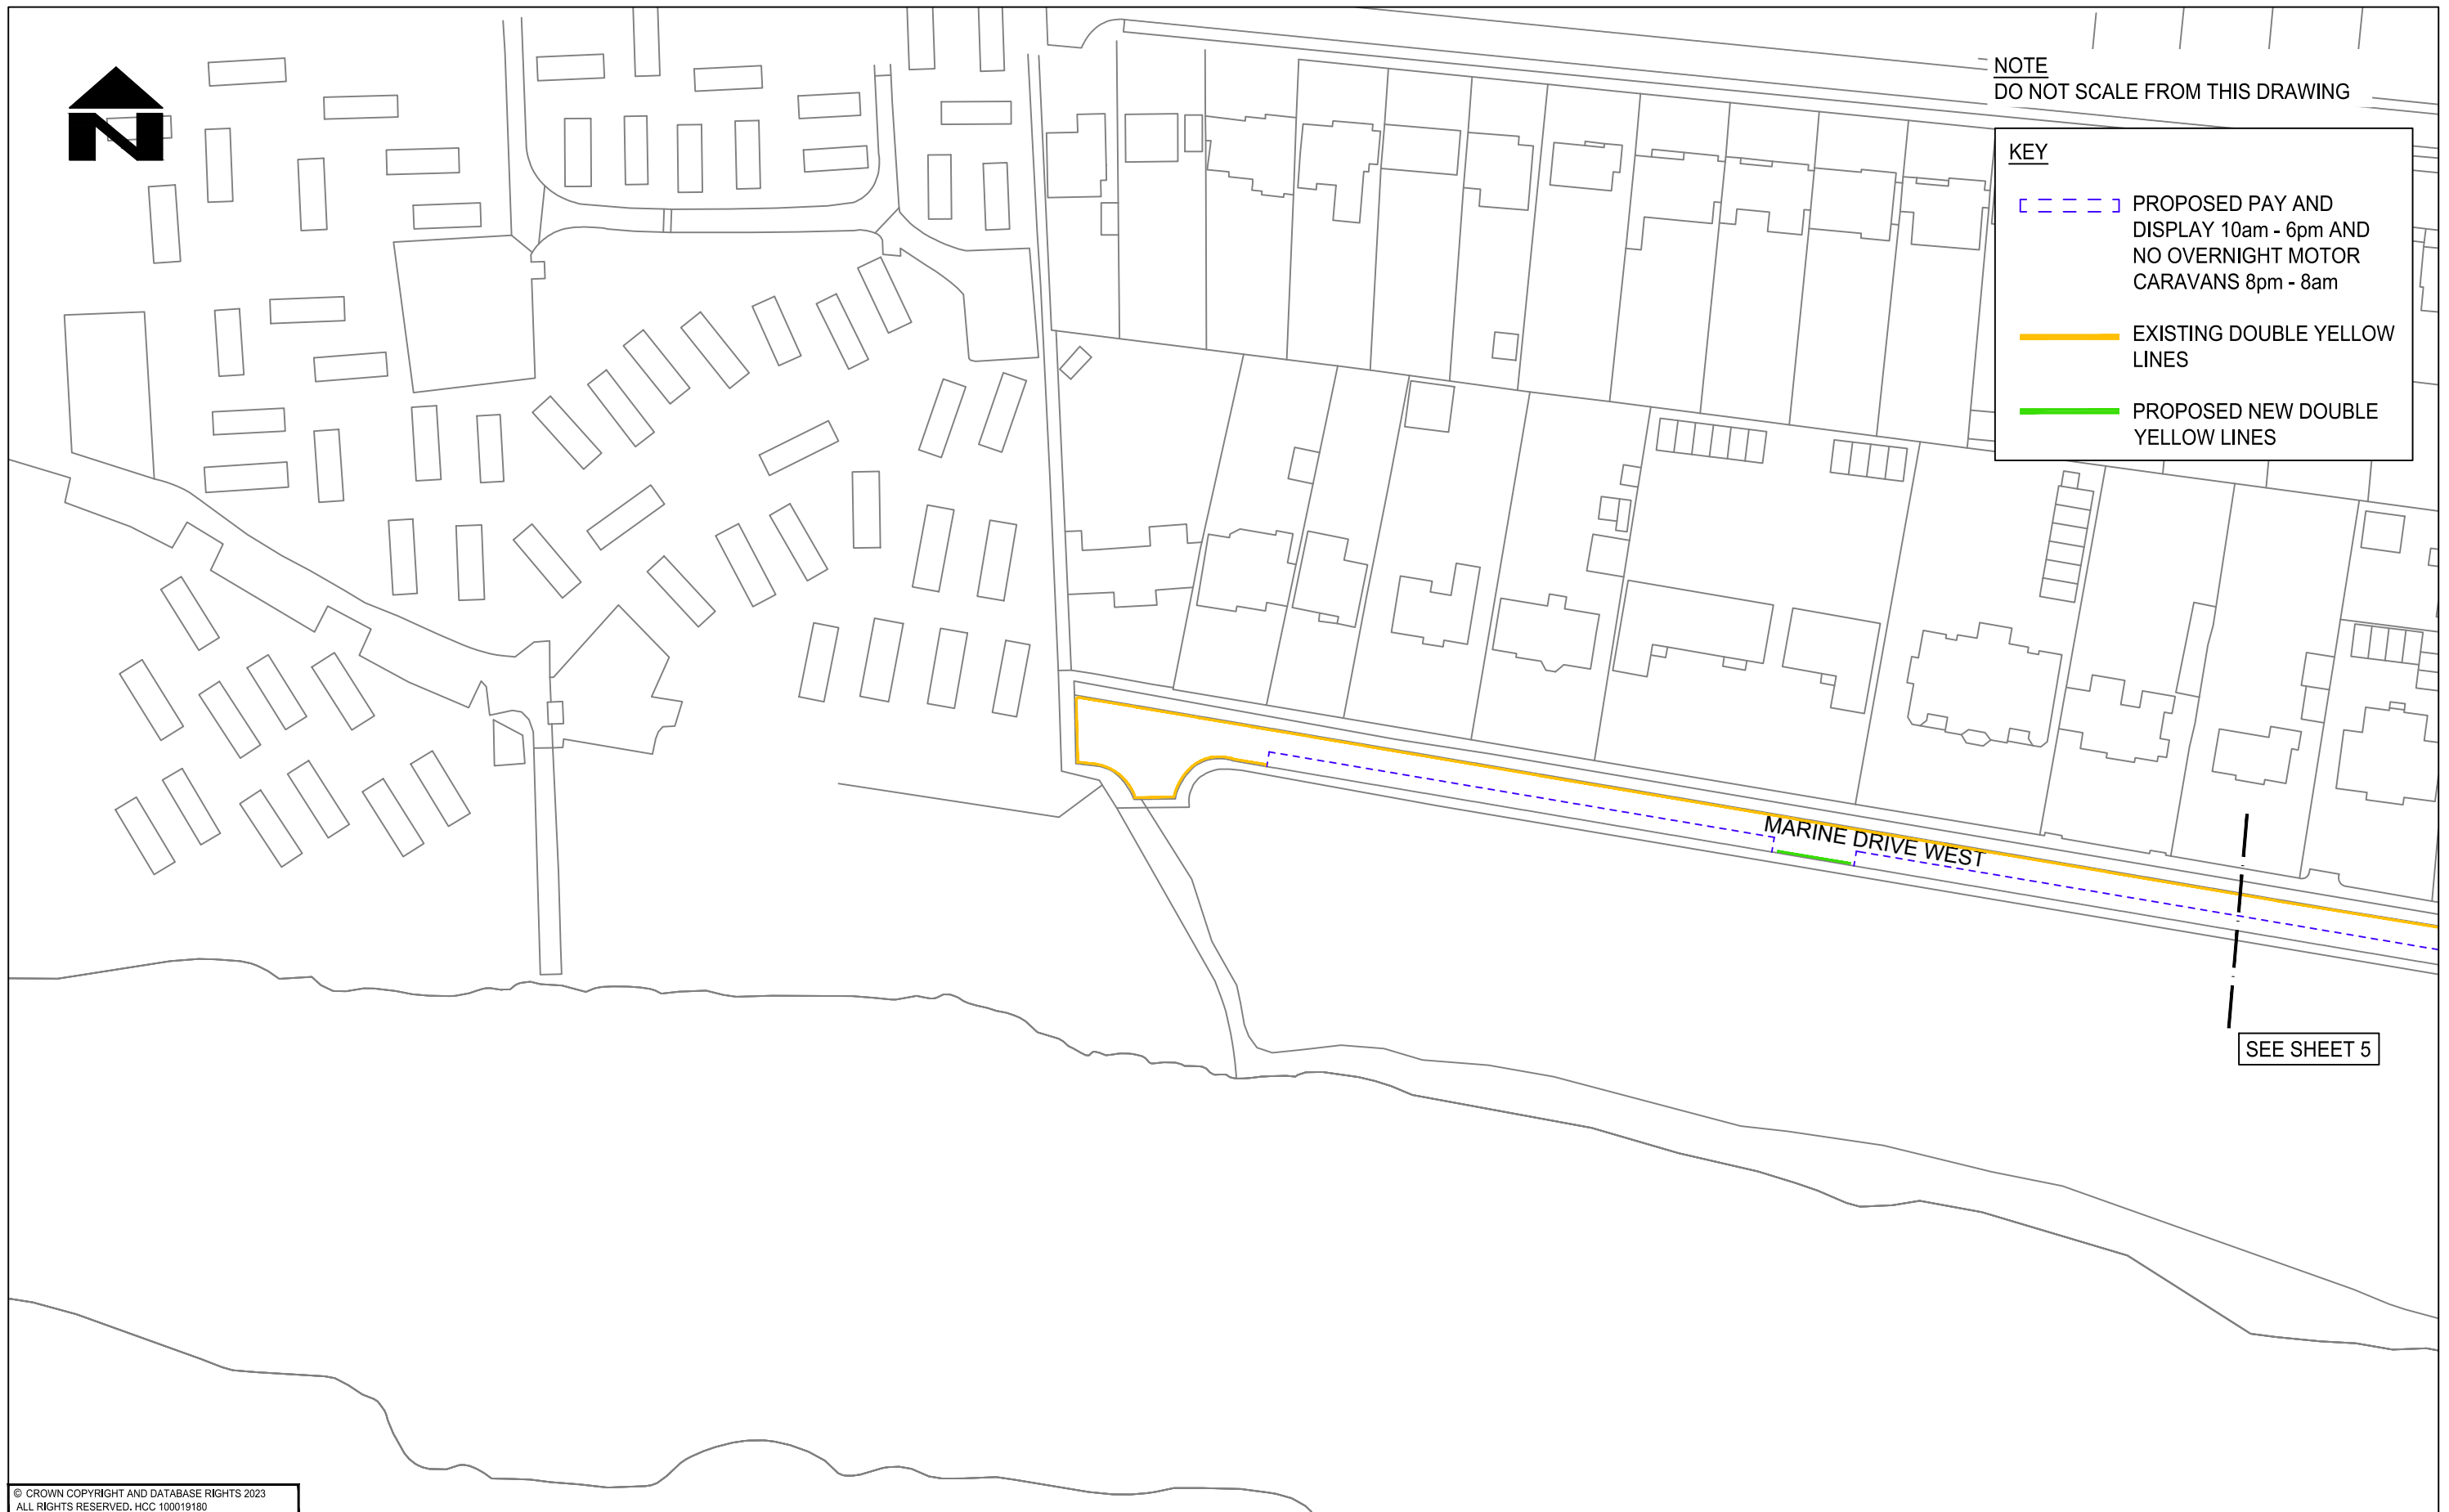 N
NOTE
DO NOT SCALE FROM THIS DRAWING
KEY
PROPOSED PAY AND
DISPLAY 10am - 6pm AND
NO OVERNIGHT MOTOR
CARAVANS 8pm - 8am
EXISTING DOUBLE YELLOW
LINES
PROPOSED NEW DOUBLE
YELLOW LINES
MARINE DRIVE WEST
SEE SHEET 5
© CROWN COPYRIGHT AND DATABASE RIGHTS 2023
ALL RIGHTS RESERVED. HCC 100019180